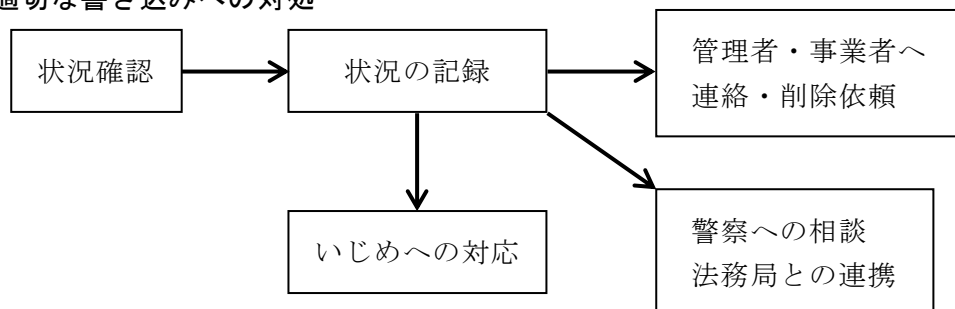 適切な書き込みへの対処
状況確認
状況の記録
管理者・事業者へ
連絡・削除依頼
いじめへの対応
警察への相談
法務局との連携